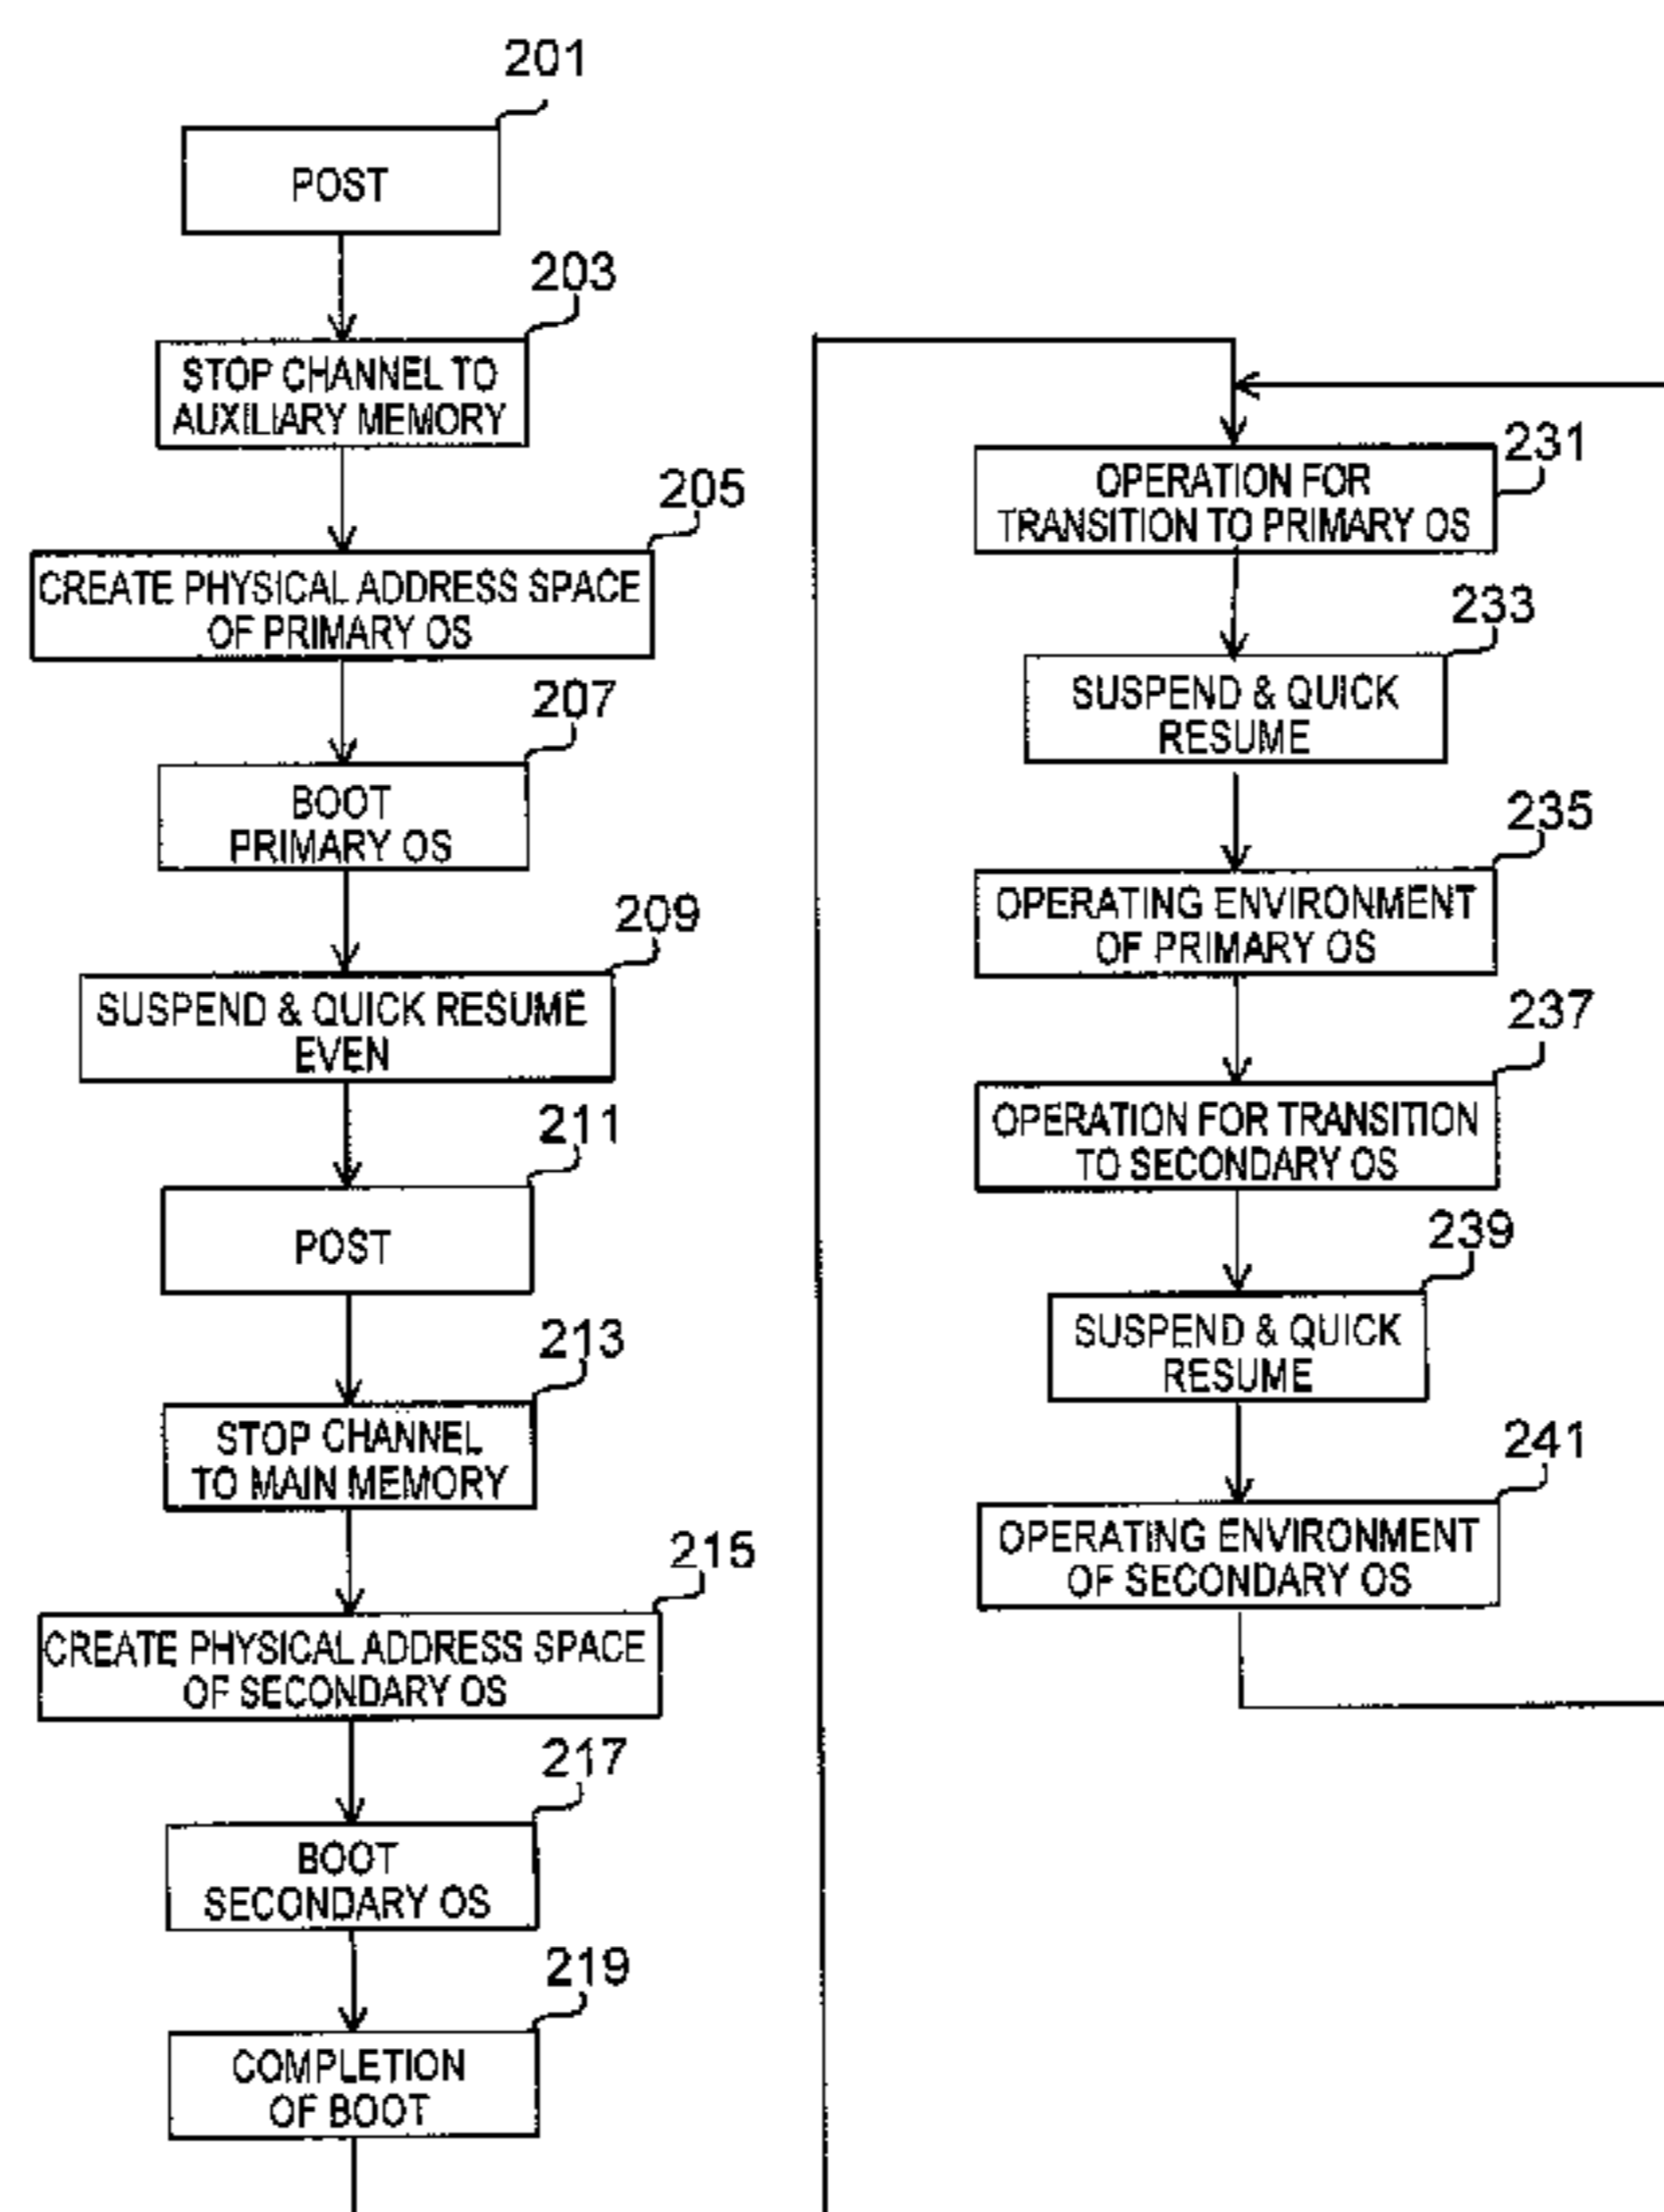 201
POST
203
STOP CHANNEL TO
AUXILIARY MEMORY
205
CREATE PHYSICAL ADDRESS SPACE
OF PRIMARY OS
207
BOOT
PRIMARY OS
209
SUSPEND & QUICK RESUME
EVEN
211
POST
213
STOP CHANNEL
TO MAIN MEMORY
215
CREATE PHYSICAL ADDRESS SPACE
OF SECONDARY OS
217
BOOT
SECONDARY OS
219
COMPLETION
OF BOOT
231
OPERATION FOR
TRANSITION TO PRIMARY OS
233
SUSPEND & QUICK
RESUME
235
OPERATING ENVIRONMENT
OF PRIMARY OS
237
OPERATION FOR TRANSITION
TO SECONDARY OS
239
SUSPEND & QUICK
RESUME
241
OPERATING ENVIRONMENT
OF SECONDARY OS